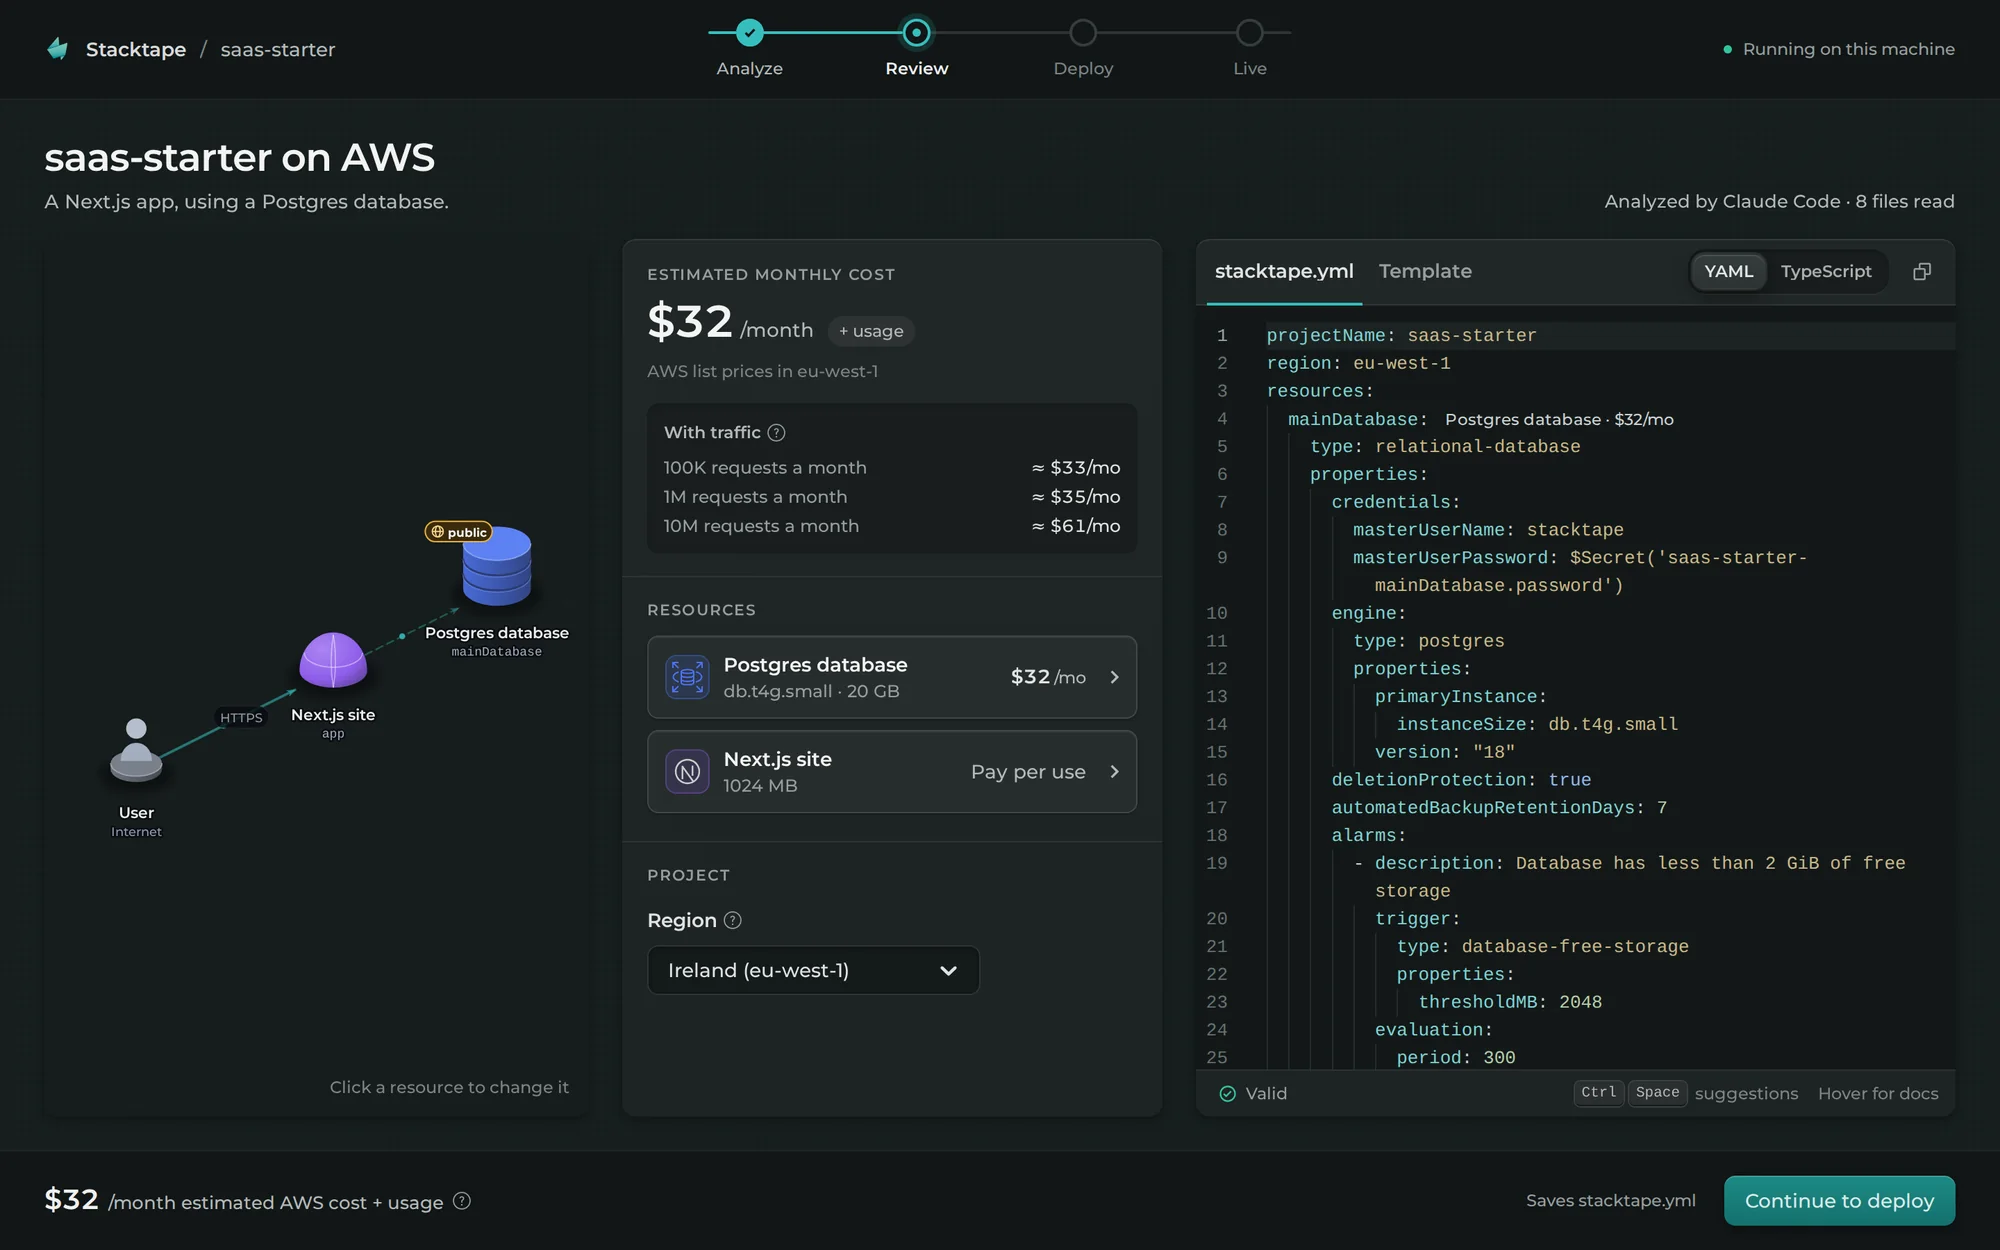 Stacktape / saas-starter
Analyze
Review
Deploy
Live
Running on this machine
saas-starter on AWS
A Next.js app, using a Postgres database.
Analyzed by Claude Code · 8 files read
public
Postgres database
mainDatabase
HTTPS
Next.js site
app
User
Internet
Click a resource to change it
ESTIMATED MONTHLY COST
$32 /month + usage
AWS list prices in eu-west-1
With traffic ?
100K requests a month ≈ $33/mo
1M requests a month ≈ $35/mo
10M requests a month ≈ $61/mo
RESOURCES
Postgres database
db.t4g.small · 20 GB
$32 /mo
Next.js site
1024 MB
Pay per use
PROJECT
Region ?
Ireland (eu-west-1)
stacktape.yml Template YAML TypeScript
1 projectName: saas-starter
2 region: eu-west-1
3 resources:
4 mainDatabase: Postgres database · $32/mo
5 type: relational-database
6 properties:
7 credentials:
8 masterUserName: stacktape
9 masterUserPassword: $Secret('saas-starter-
mainDatabase.password')
10 engine:
11 type: postgres
12 properties:
13 primaryInstance:
14 instanceSize: db.t4g.small
15 version: "18"
16 deletionProtection: true
17 automatedBackupRetentionDays: 7
18 alarms:
19 - description: Database has less than 2 GiB of free
storage
20 trigger:
21 type: database-free-storage
22 properties:
23 thresholdMB: 2048
24 evaluation:
25 period: 300
Valid
Ctrl Space suggestions Hover for docs
$32 /month estimated AWS cost + usage ?
Saves stacktape.yml
Continue to deploy